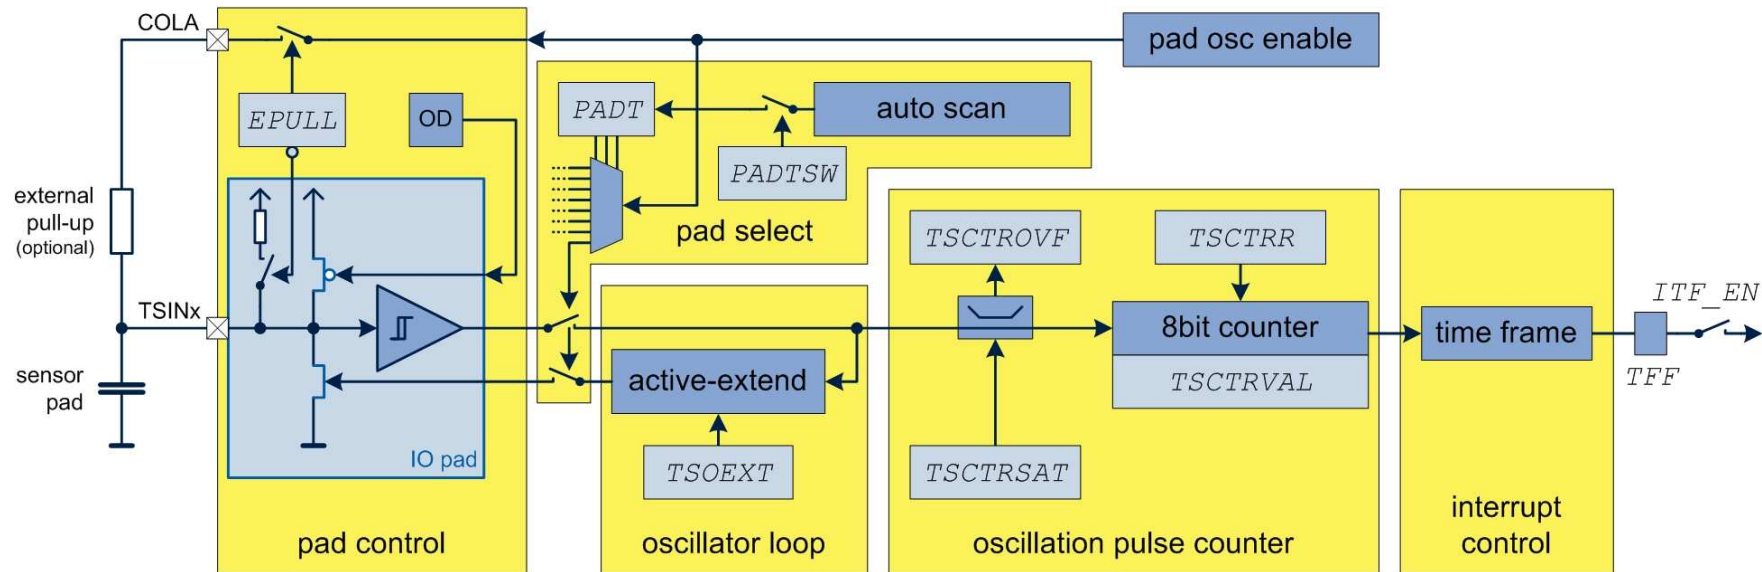 COLA
pad osc enable
EPULL
OD
PADT
auto scan
PADTSW
external
pull-up
(optional)
pad select
TSCTROVF
TSCTRR
ITF_EN
TSINx
8bit counter
time frame
sensor
pad
active-extend
TSCTRVAL
TFF
IO pad
TSOEXT
TSCTRSAT
pad control
oscillator loop
oscillation pulse counter
interrupt
control